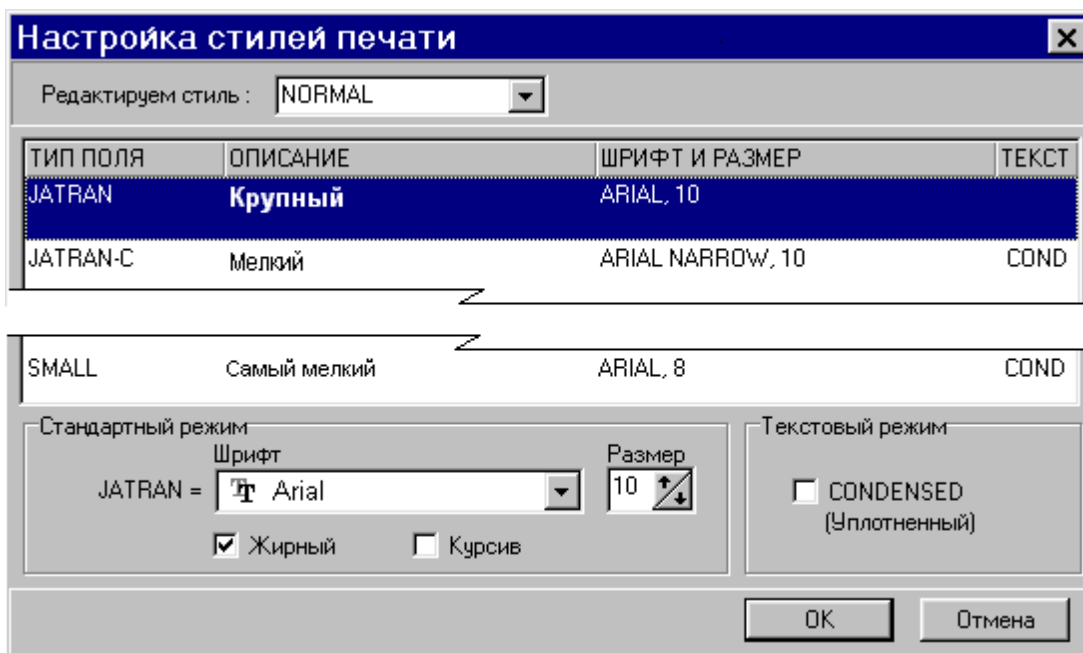 Настройка стилей печати
Редактируем стиль : NORMAL
ТИП ПОЛЯ ОПИСАНИЕ ШРИФТ И РАЗМЕР ТЕКСТ
JATRAN Крупный ARIAL, 10
JATRAN-C Мелкий ARIAL NARROW, 10 COND
SMALL Самый мелкий ARIAL, 8 COND
Стандартный режим Текстовый режим
Шрифт Размер
JATRAN = Arial 10 CONDENSED
(Уплотненный)
Жирный Курсив
OK Отмена